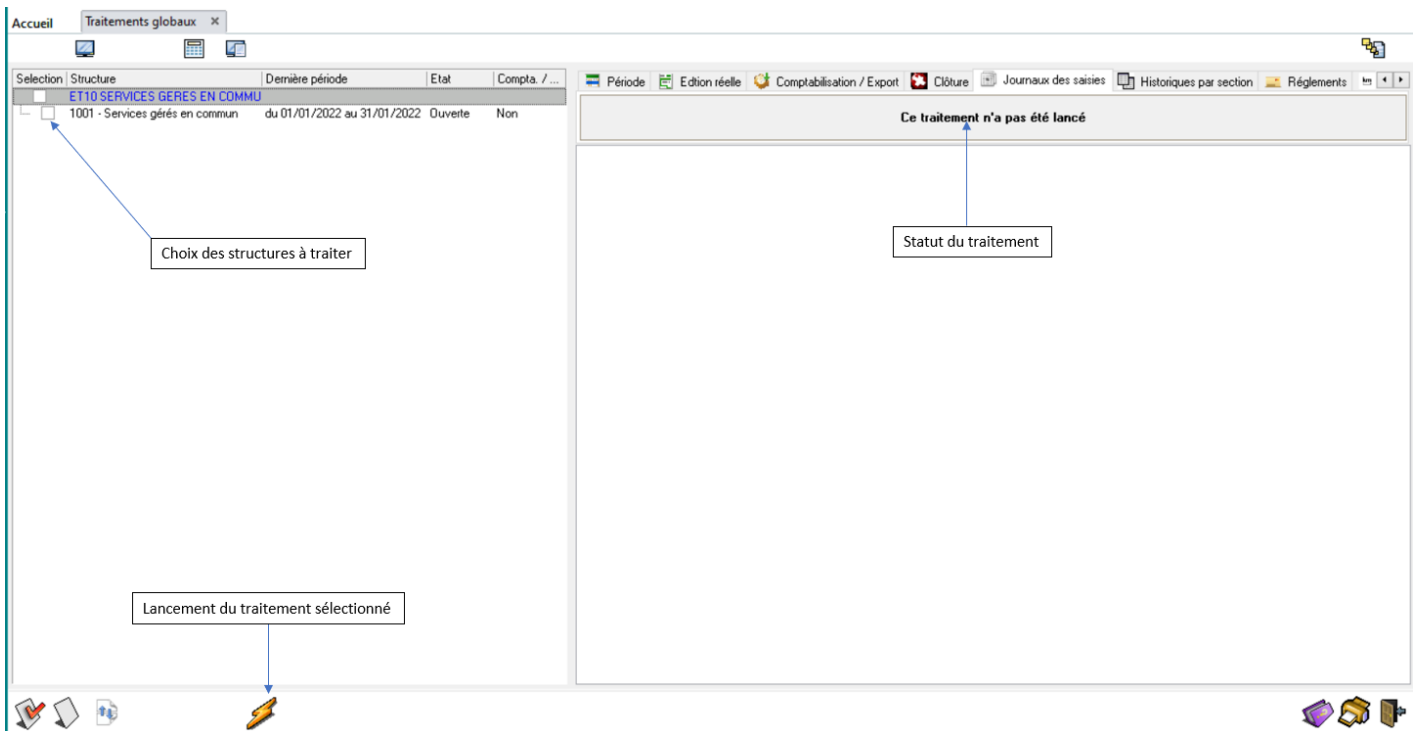 Accueil Traitements globaux ×
Selection Structure Dernière période Etat Compta. / ...
Période Edtion réelle Comptabilisation / Export Clôture Journaux des saisies Historiques par section Réglements
ET10 SERVICES GERES EN COMMU
1001 - Services gérés en commun du 01/01/2022 au 31/01/2022 Ouverte Non
Ce traitement n'a pas été lancé
Choix des structures à traiter
Statut du traitement
Lancement du traitement sélectionné